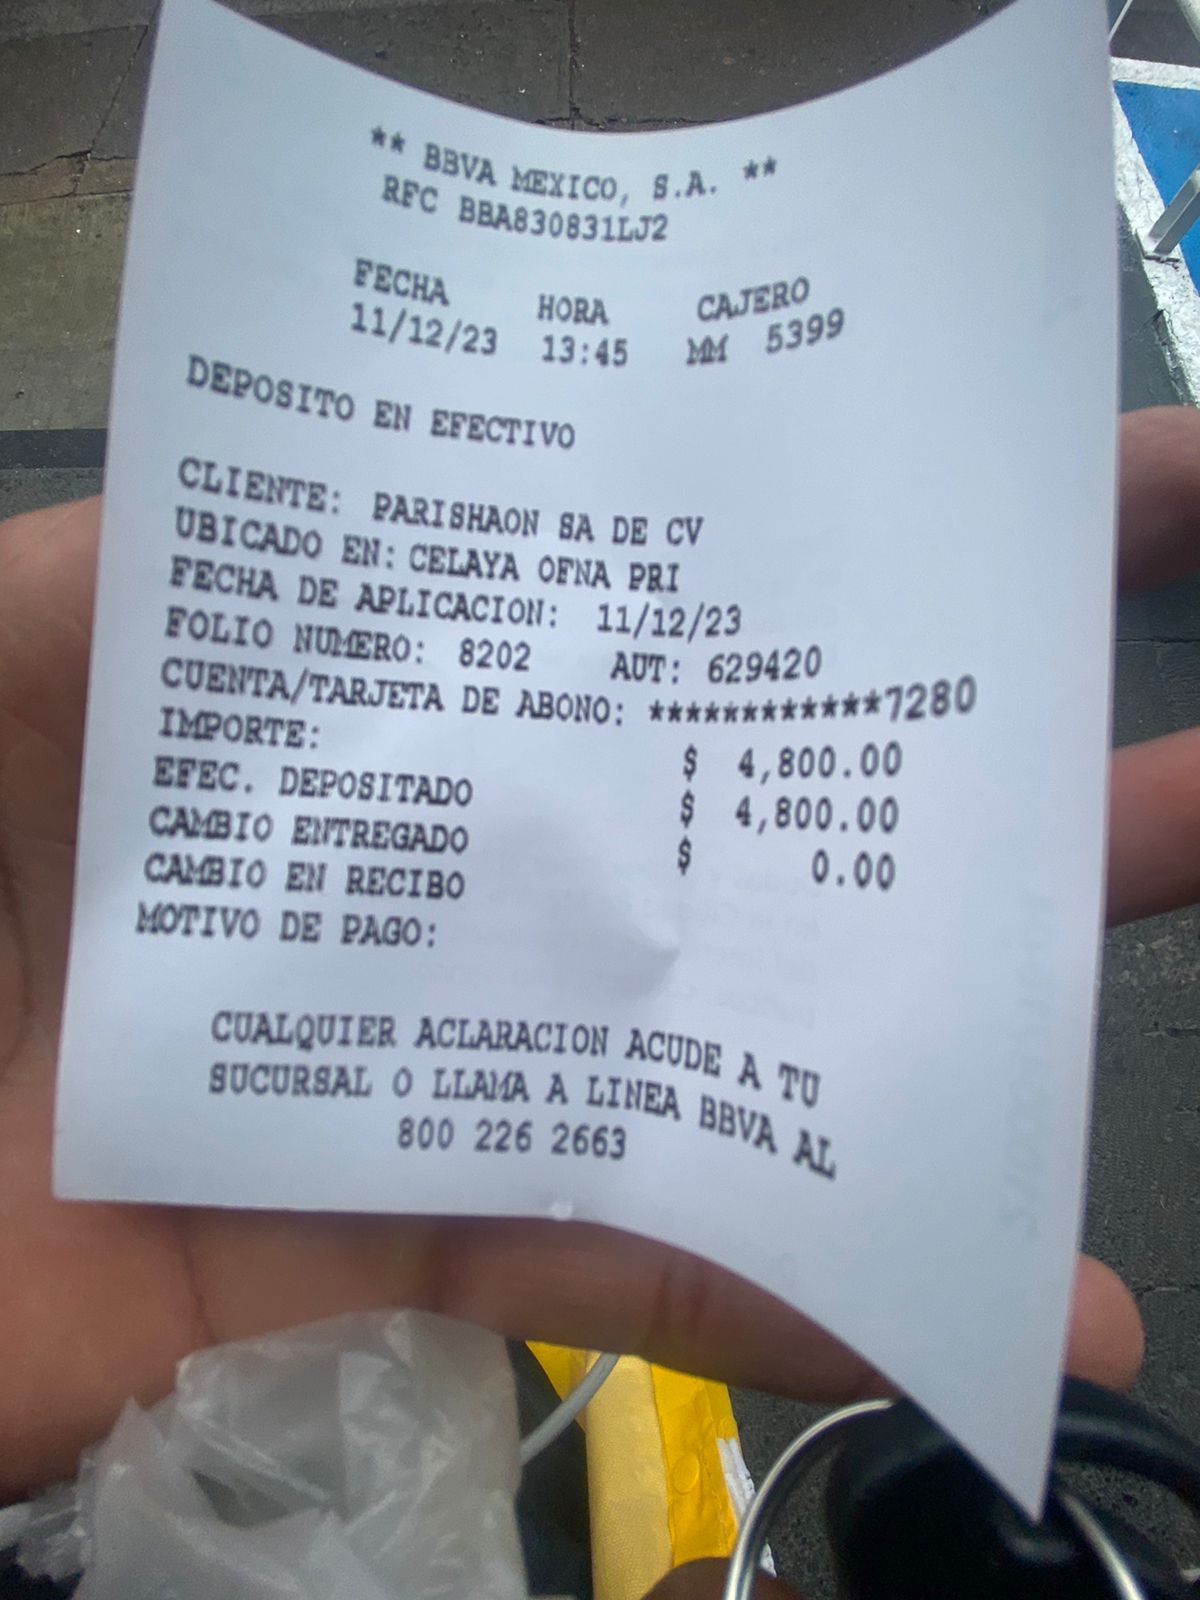 ** BBVA MEXICO, S.A. **
RFC BBA830831LJ2
FECHA HORA CAJERO
11/12/23 13:45 MM 5399
DEPOSITO EN EFECTIVO
CLIENTE: PARISHAON SA DE CV
UBICADO EN: CELAYA OFNA PRI
FECHA DE APLICACION: 11/12/23
FOLIO NUMERO: 8202 AUT: 629420
CUENTA/TARJETA DE ABONO: ************7280
IMPORTE: $ 4,800.00
EFEC. DEPOSITADO $ 4,800.00
CAMBIO ENTREGADO $ 0.00
CAMBIO EN RECIBO
MOTIVO DE PAGO:
CUALQUIER ACLARACION ACUDE A TU
SUCURSAL O LLAMA A LINEA BBVA AL
800 226 2663